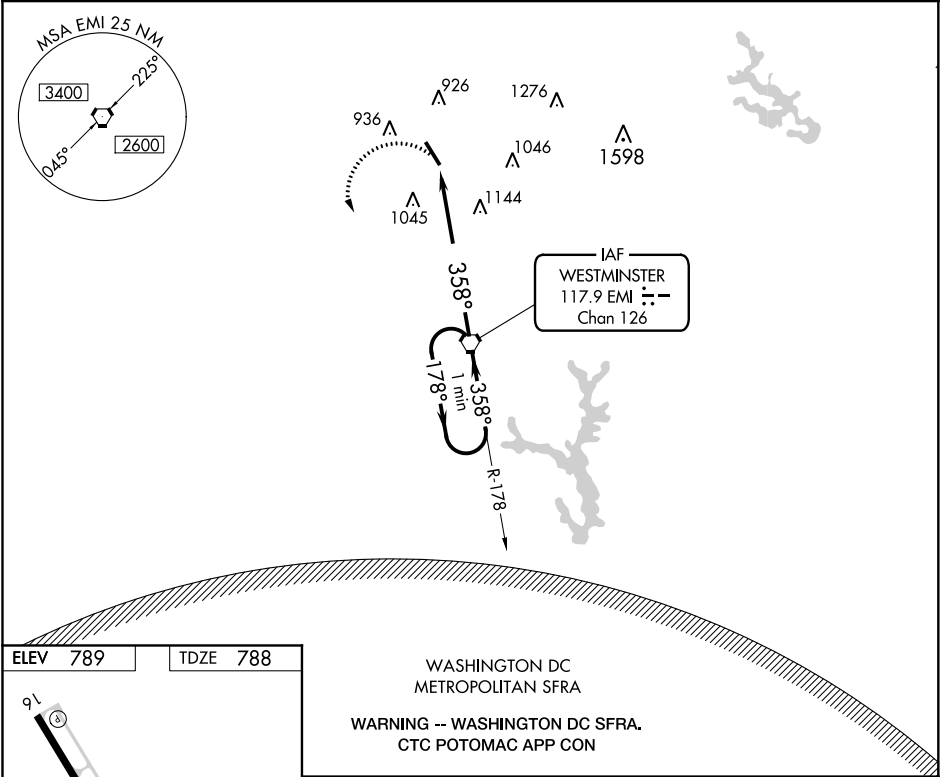 MSA EMI 25 NM
225°
3400
2600
045°
926
1276
936
1046
1598
1045
1144
IAF
WESTMINSTER
117.9 EMI
Chan 126
358°
178°
1 min
358°
R-178
ELEV 789
TDZE 788
WASHINGTON DC
METROPOLITAN SFRA
WARNING -- WASHINGTON DC SFRA.
CTC POTOMAC APP CON
16
P